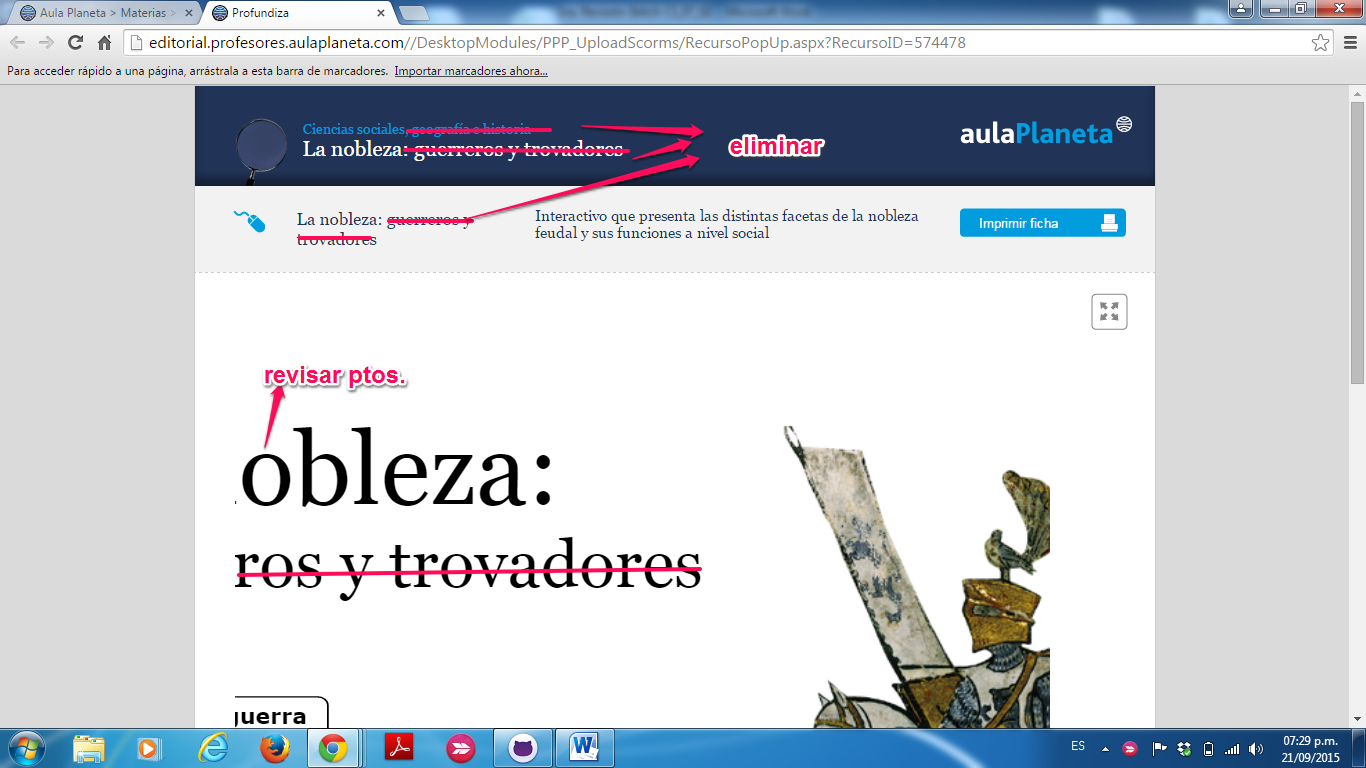 Aula Planeta > Materias >
Profundiza
editorial.profesores.aulaplaneta.com//DesktopModules/PPP_UploadScorms/RecursoPopUp.aspx?RecursoID=574478
Para acceder rápido a una página, arrástrala a esta barra de marcadores. Importar marcadores ahora...
Ciencias sociales, geografía e historia
La nobleza: guerreros y trovadores
eliminar
aulaPlaneta
La nobleza: guerreros y
trovadores
Interactivo que presenta las distintas facetas de la nobleza
feudal y sus funciones a nivel social
Imprimir ficha
revisar ptos.
obleza:
ros y trovadores
guerra
ES
07:29 p.m.
21/09/2015